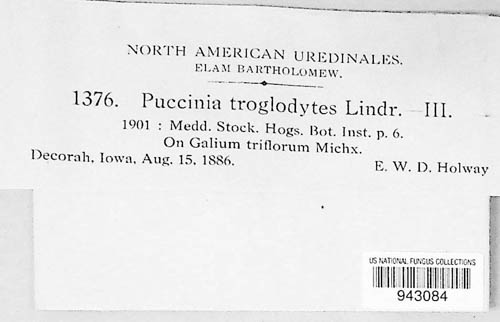 NORTH AMERICAN UREDINALES.
ELAM BARTHOLOMEW.
1376. Puccinia troglodytes Lindr. —III.
1901 : Medd. Stock. Hogs. Bot. Inst. p. 6.
On Galium triflorum Michx.
Decorah, Iowa, Aug. 15, 1886. E. W. D. Holway
US NATIONAL FUNGUS COLLECTIONS
943084